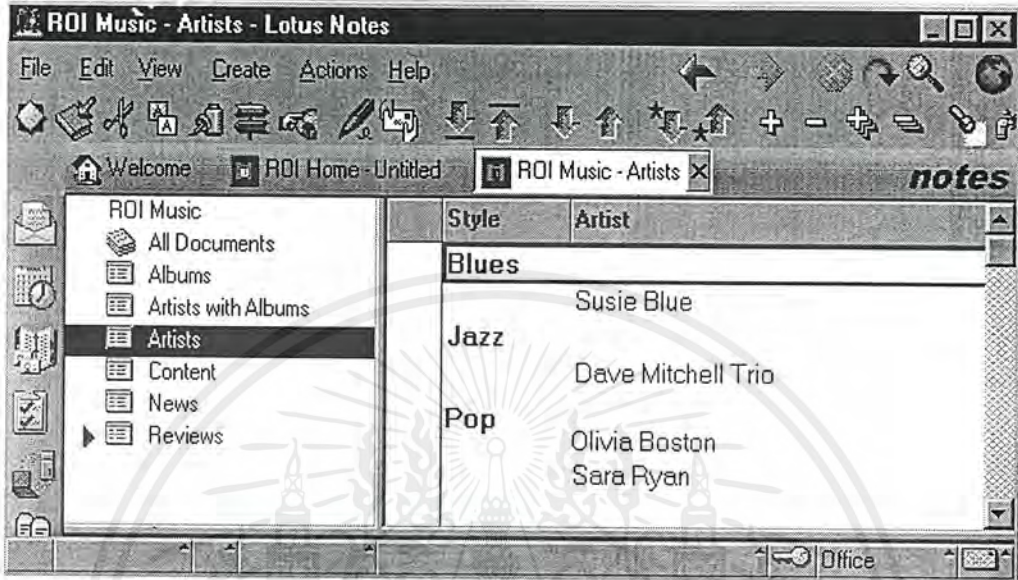 ROI Music - Artists - Lotus Notes
File Edit View Create Actions Help
Welcome ROI Home - Untitled ROI Music - Artists notes
ROI Music
All Documents
Albums
Artists with Albums
Artists
Content
News
Reviews
Style Artist
Blues
Susie Blue
Jazz
Dave Mitchell Trio
Pop
Olivia Boston
Sara Ryan
Office